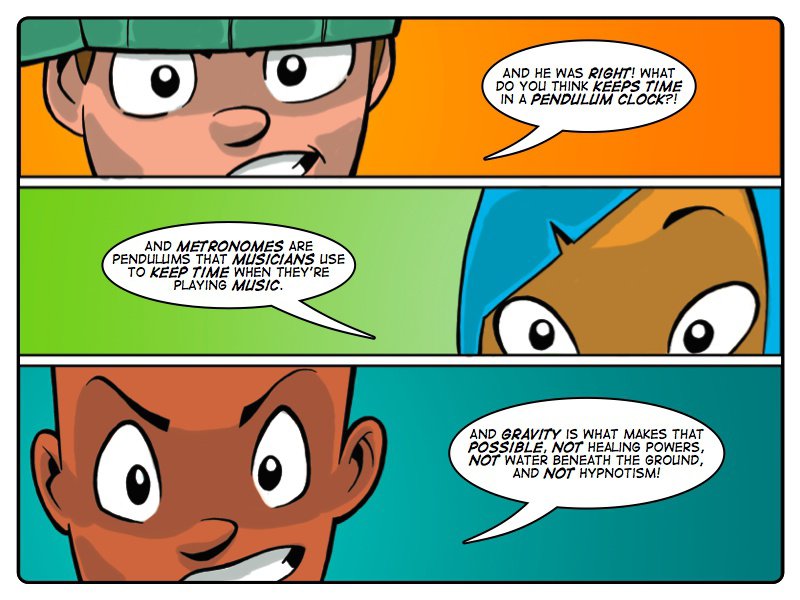 AND HE WAS RIGHT! WHAT
DO YOU THINK KEEPS TIME
IN A PENDULUM CLOCK?!
AND METRONOMES ARE
PENDULUMS THAT MUSICIANS USE
TO KEEP TIME WHEN THEY'RE
PLAYING MUSIC.
AND GRAVITY IS WHAT MAKES THAT
POSSIBLE, NOT HEALING POWERS,
NOT WATER BENEATH THE GROUND,
AND NOT HYPNOTISM!